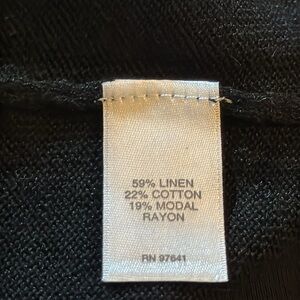 59% LINEN
22% COTTON
19% MODAL
RAYON
RN 97641